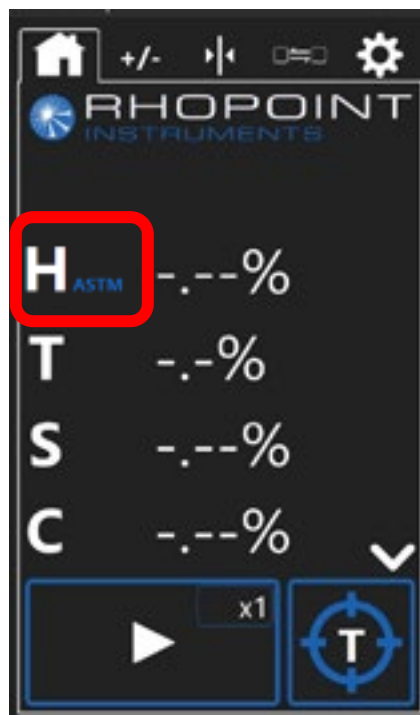 +/-
RHOPOINT
INSTRUMENTS
H ASTM -.--%
T -.-%
S -.--%
C -.--%
x1
T